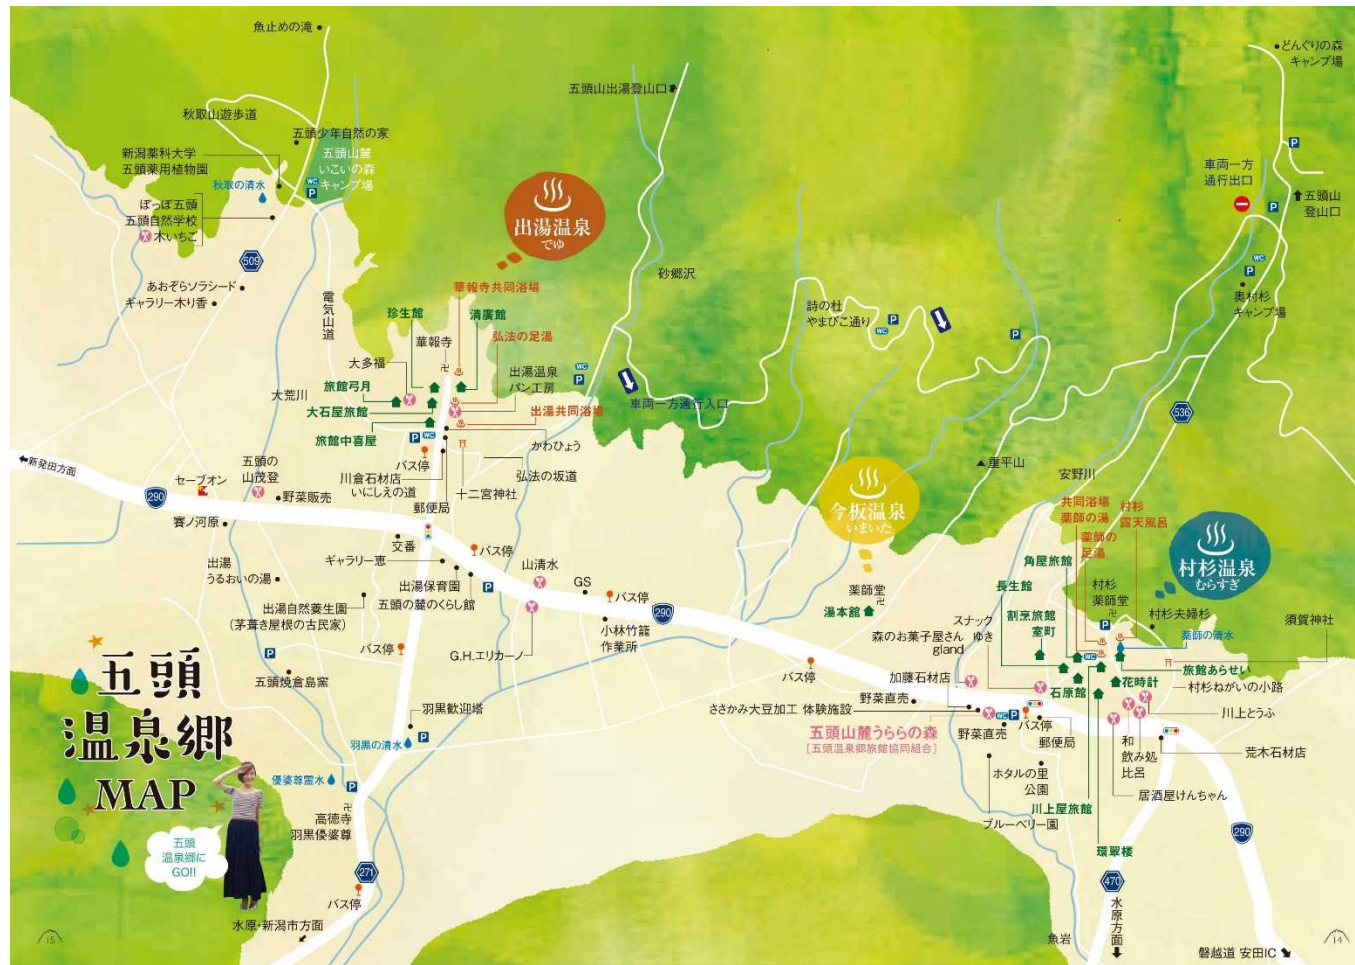 魚止めの滝
秋取山遊歩道
五頭少年自然の家
新潟薬科大学
五頭薬用植物園
五頭山麓
いこいの森
キャンプ場
WC
P
秋取の清水
ぽっぽ五頭
五頭自然学校
木いちご
509
あおぞらソラシード
ギャラリー木り香
電気山道
五頭山出湯登山口
出湯温泉
でゆ
砂郷沢
どんぐりの森
キャンプ場
P
車両一方
通行出口
P
五頭山
登山口
WC
P
奥村杉
キャンプ場
詩の杜
やまびこ通り
WC
P
P
536
華報寺共同浴場
珍生館
清廣館
華報寺
弘法の足湯
大多福
出湯温泉
パン工房
WC
P
旅館弓月
大荒川
大石屋旅館
出湯共同浴場
車両一方通行入口
旅館中喜屋
P
WC
かわひょう
バス停
川倉石材店
いにしえの道
弘法の坂道
十二宮神社
郵便局
新発田方面
290
セーブオン
五頭の
山茂登
野菜販売
賽ノ河原
交番
バス停
ギャラリー恵
山清水
出湯保育園
五頭の麓のくらし館
P
GS
バス停
290
出湯
うるおいの湯
出湯自然養生園
(茅葺き屋根の古民家)
小林竹籠
作業所
G.H.エリカーノ
バス停
P
五頭焼倉島窯
羽黒歓迎塔
羽黒の清水
P
優婆尊霊水
P
高徳寺
羽黒優婆尊
271
バス停
水原・新潟市方面
五頭
温泉郷
MAP
五頭
温泉郷に
GO!!
15
重平山
安野川
今板温泉
いまいた
薬師堂
湯本館
共同浴場
薬師の湯
村杉
露天風呂
薬師の
足湯
村杉温泉
むらすぎ
角屋旅館
長生館
村杉
薬師堂
割烹旅館
室町
P
村杉夫婦杉
須賀神社
薬師の清水
スナック
ゆき
森のお菓子屋さん
gland
WC
旅館あらせい
バス停
加藤石材店
石原館
花時計
村杉ねがいの小路
野菜直売
ささかみ大豆加工 体験施設
川上とうふ
五頭山麓うららの森
[五頭温泉郷旅館協同組合]
WC
P
野菜直売
バス停
郵便局
和
飲み処
比呂
荒木石材店
ホタルの里
公園
居酒屋けんちゃん
川上屋旅館
ブルーベリー園
290
環翠楼
470
水原方面
魚岩
磐越道 安田IC
14